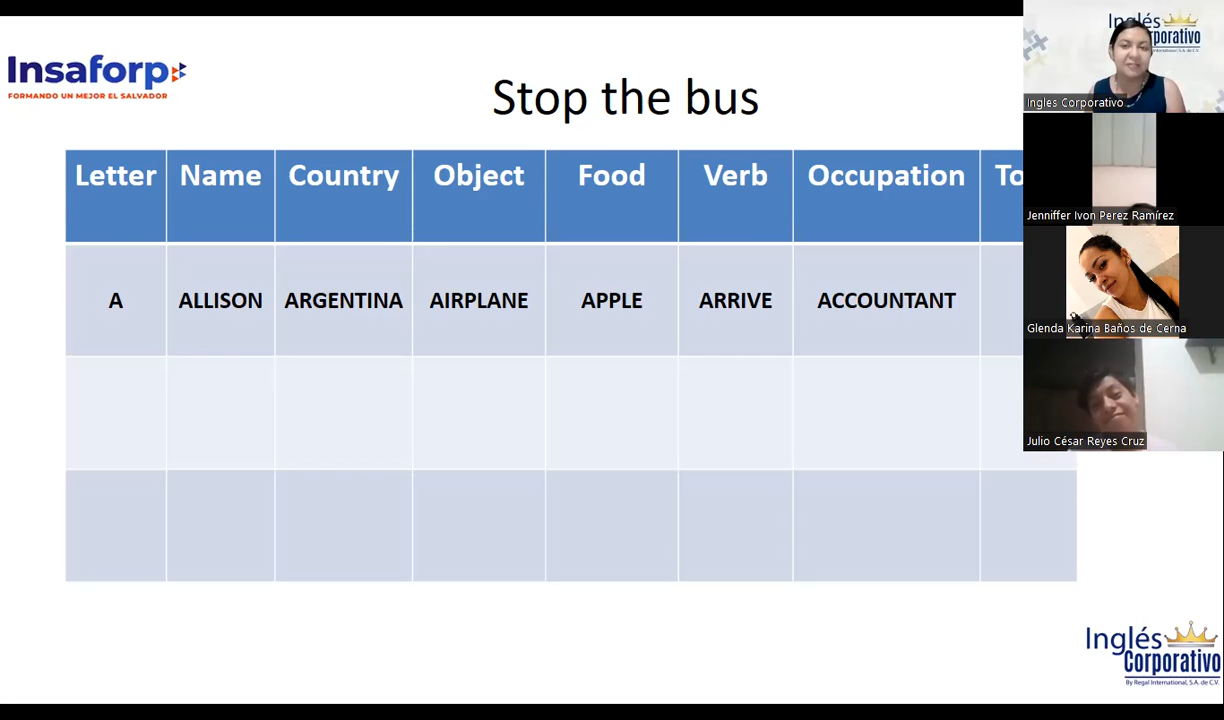 Insaforp
FORMANDO UN MEJOR EL SALVADOR
Stop the bus
Letter Name Country Object Food Verb Occupation To
A ALLISON ARGENTINA AIRPLANE APPLE ARRIVE ACCOUNTANT
Inglés
Corporativo
Ingles Corporativo
Jenniffer Ivon Perez Ramírez
Glenda Karina Baños de Cerna
Julio César Reyes Cruz
Inglés
Corporativo
By Regal International, S.A. de C.V.